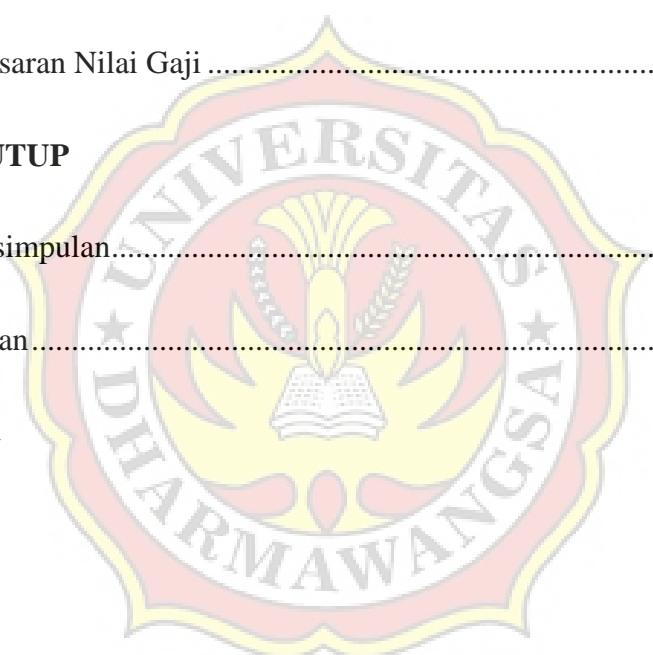 saran Nilai Gaji ........................................................
UTUP
simpulan....................................................................
an..............................................................................
UNIVERSITAS
DHARMAWANGSA